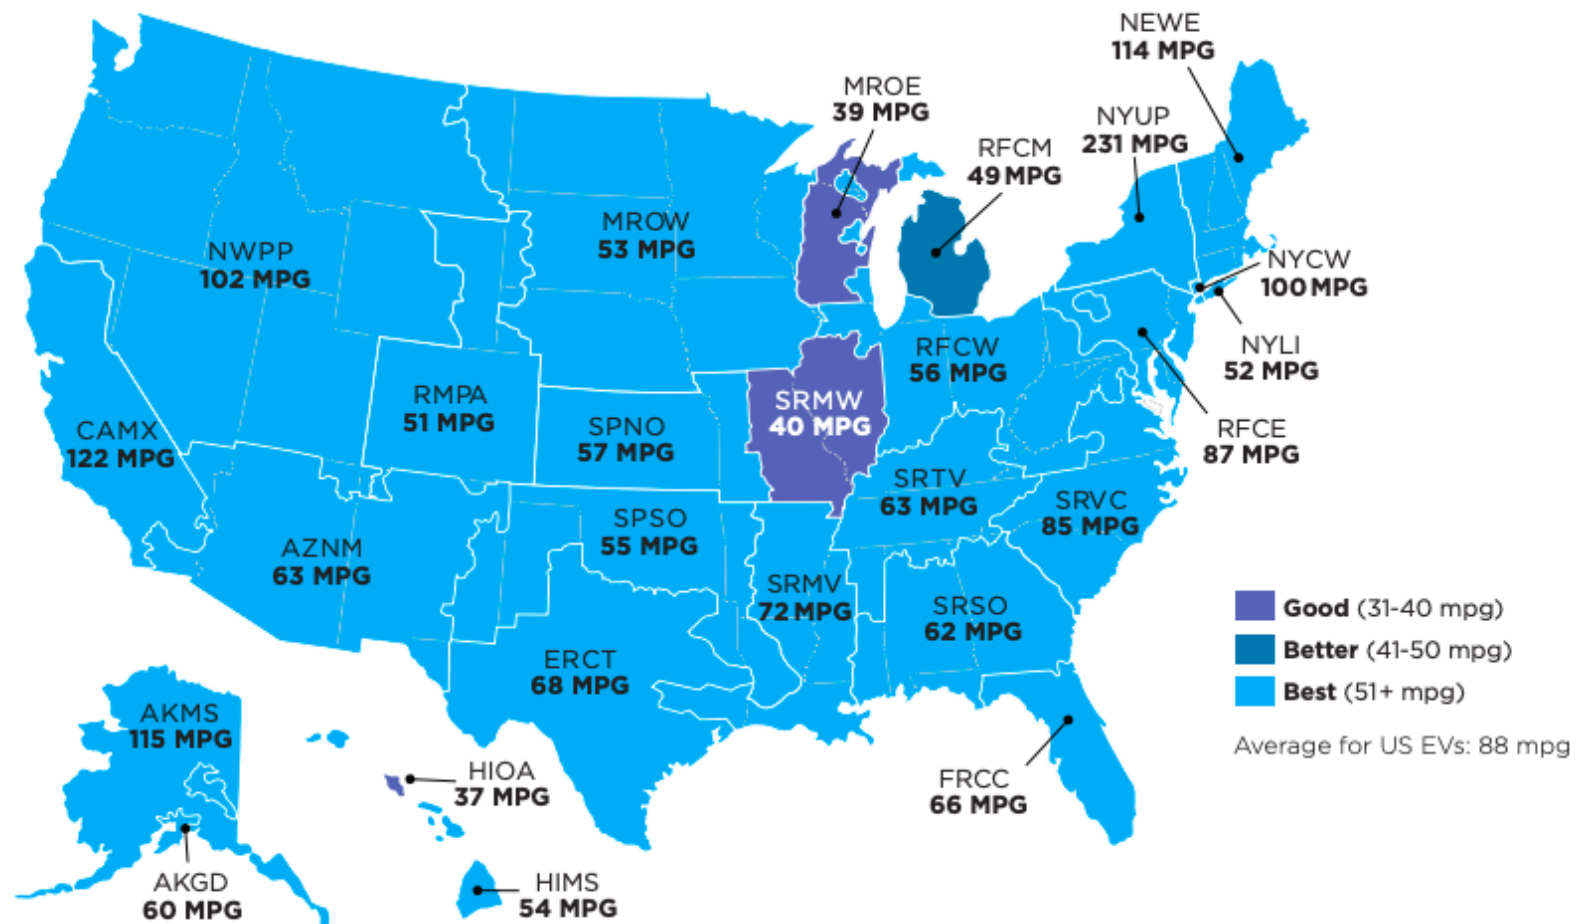 NEWE
114 MPG
MROE
39 MPG
NYUP
231 MPG
RFCM
49 MPG
MROW
53 MPG
NWPP
102 MPG
NYCW
100 MPG
RFCW
56 MPG
NYLI
52 MPG
RMPA
51 MPG
SRMW
40 MPG
CAMX
122 MPG
SPNO
57 MPG
RFCE
87 MPG
SRTV
63 MPG
SRVC
85 MPG
SPSO
55 MPG
AZNM
63 MPG
SRMV
72 MPG
SRSO
62 MPG
Good (31-40 mpg)
Better (41-50 mpg)
Best (51+ mpg)
Average for US EVs: 88 mpg
ERCT
68 MPG
AKMS
115 MPG
HIOA
37 MPG
FRCC
66 MPG
AKGD
60 MPG
HIMS
54 MPG